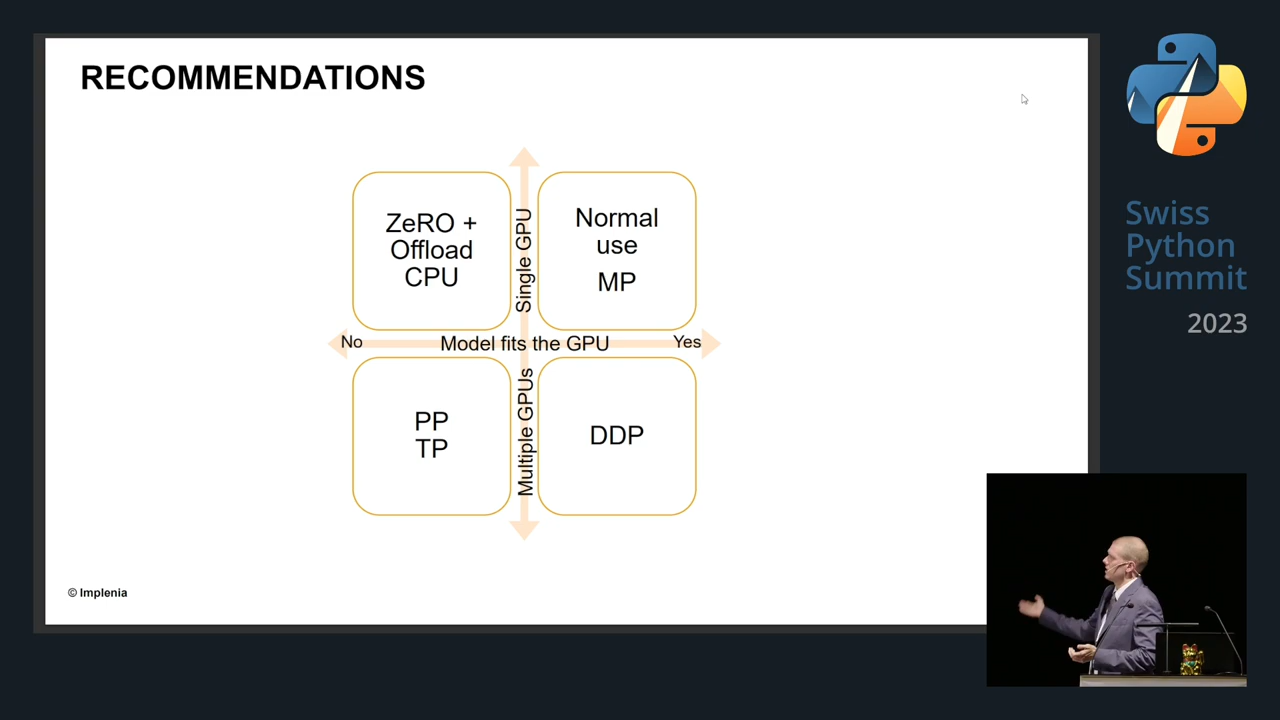 RECOMMENDATIONS
ZeRO +
Offload
CPU
Single GPU
Normal
use
MP
No
Model fits the GPU
Yes
PP
TP
Multiple GPUs
DDP
© Implenia
Swiss
Python
Summit
2023